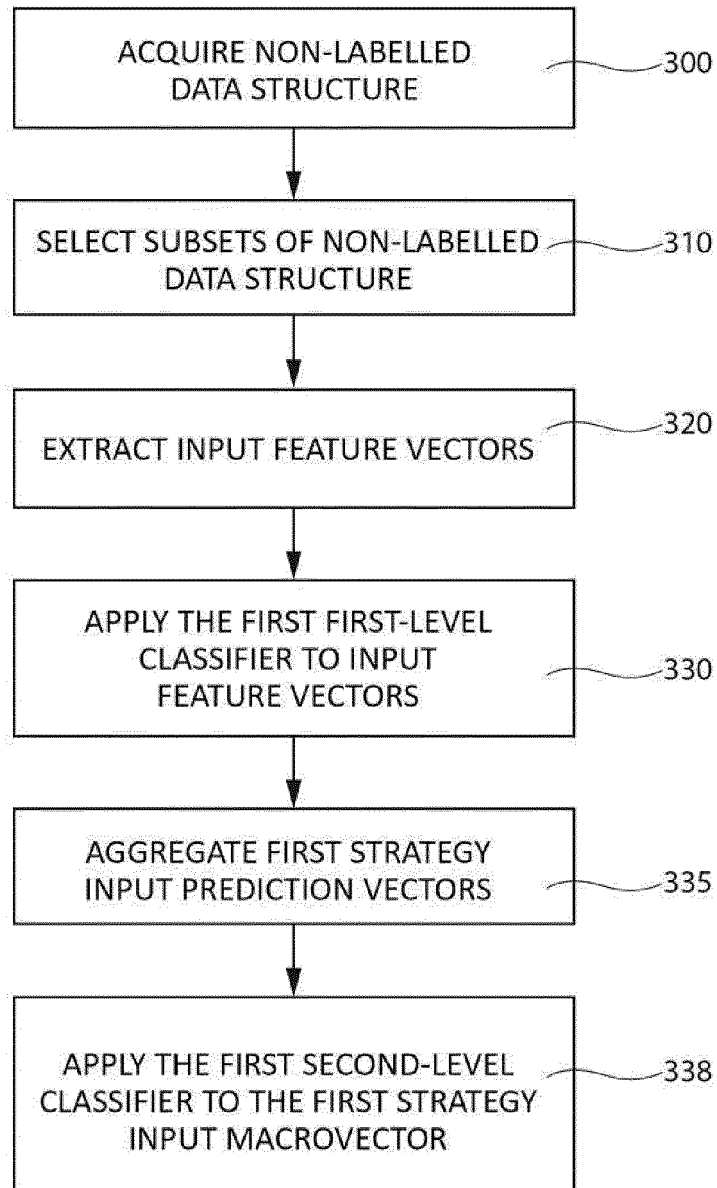 ACQUIRE NON-LABELLED
DATA STRUCTURE
300
SELECT SUBSETS OF NON-LABELLED
DATA STRUCTURE
310
EXTRACT INPUT FEATURE VECTORS
320
APPLY THE FIRST FIRST-LEVEL
CLASSIFIER TO INPUT
FEATURE VECTORS
330
AGGREGATE FIRST STRATEGY
INPUT PREDICTION VECTORS
335
APPLY THE FIRST SECOND-LEVEL
CLASSIFIER TO THE FIRST STRATEGY
INPUT MACROVECTOR
338